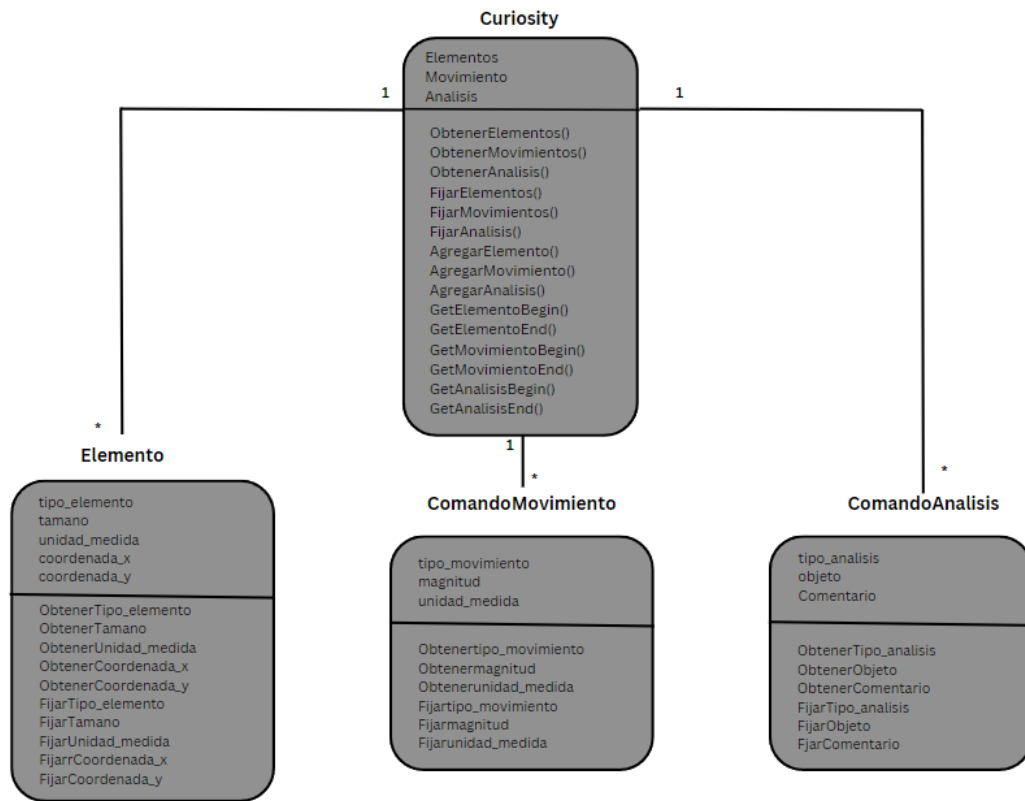 Curiosity
Elementos
Movimiento
Analisis
1
1
ObtenerElementos()
ObtenerMovimientos()
ObtenerAnalisis()
FijarElementos()
FijarMovimientos()
FijarAnalisis()
AgregarElemento()
AgregarMovimiento()
AgregarAnalisis()
GetElementoBegin()
GetElementoEnd()
GetMovimientoBegin()
GetMovimientoEnd()
GetAnalisisBegin()
GetAnalisisEnd()
*
1
*
*
Elemento
tipo_elemento
tamano
unidad_medida
coordenada_x
coordenada_y
ObtenerTipo_elemento
ObtenerTamano
ObtenerUnidad_medida
ObtenerCoordenada_x
ObtenerCoordenada_y
FijarTipo_elemento
FijarTamano
FijarUnidad_medida
FijarrCoordenada_x
FijarCoordenada_y
ComandoMovimiento
tipo_movimiento
magnitud
unidad_medida
Obtenertipo_movimiento
Obtenermagnitud
Obtenerunidad_medida
Fijartipo_movimiento
Fijarmagnitud
Fijarunidad_medida
ComandoAnalisis
tipo_analisis
objeto
Comentario
ObtenerTipo_analisis
ObtenerObjeto
ObtenerComentario
FijarTipo_analisis
FijarObjeto
FjarComentario